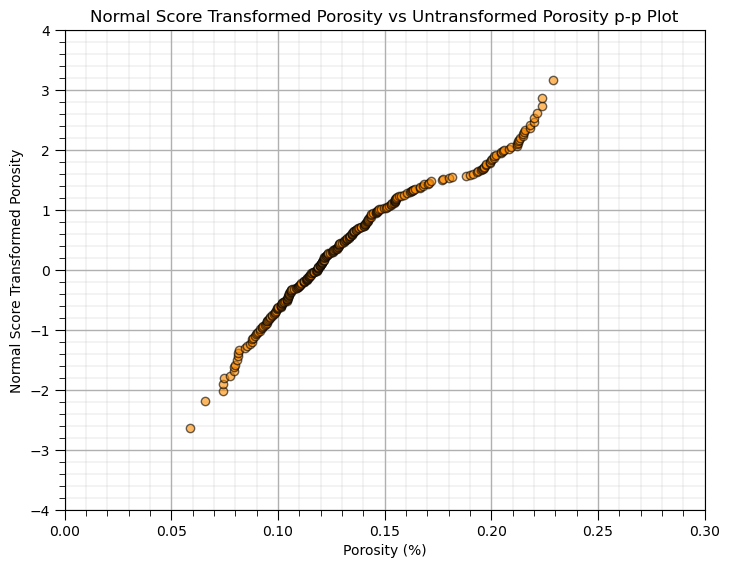 Normal Score Transformed Porosity vs Untransformed Porosity p-p Plot
4
3
2
1
0
−1
−2
−3
−4
Normal Score Transformed Porosity
0.00 0.05 0.10 0.15 0.20 0.25 0.30
Porosity (%)